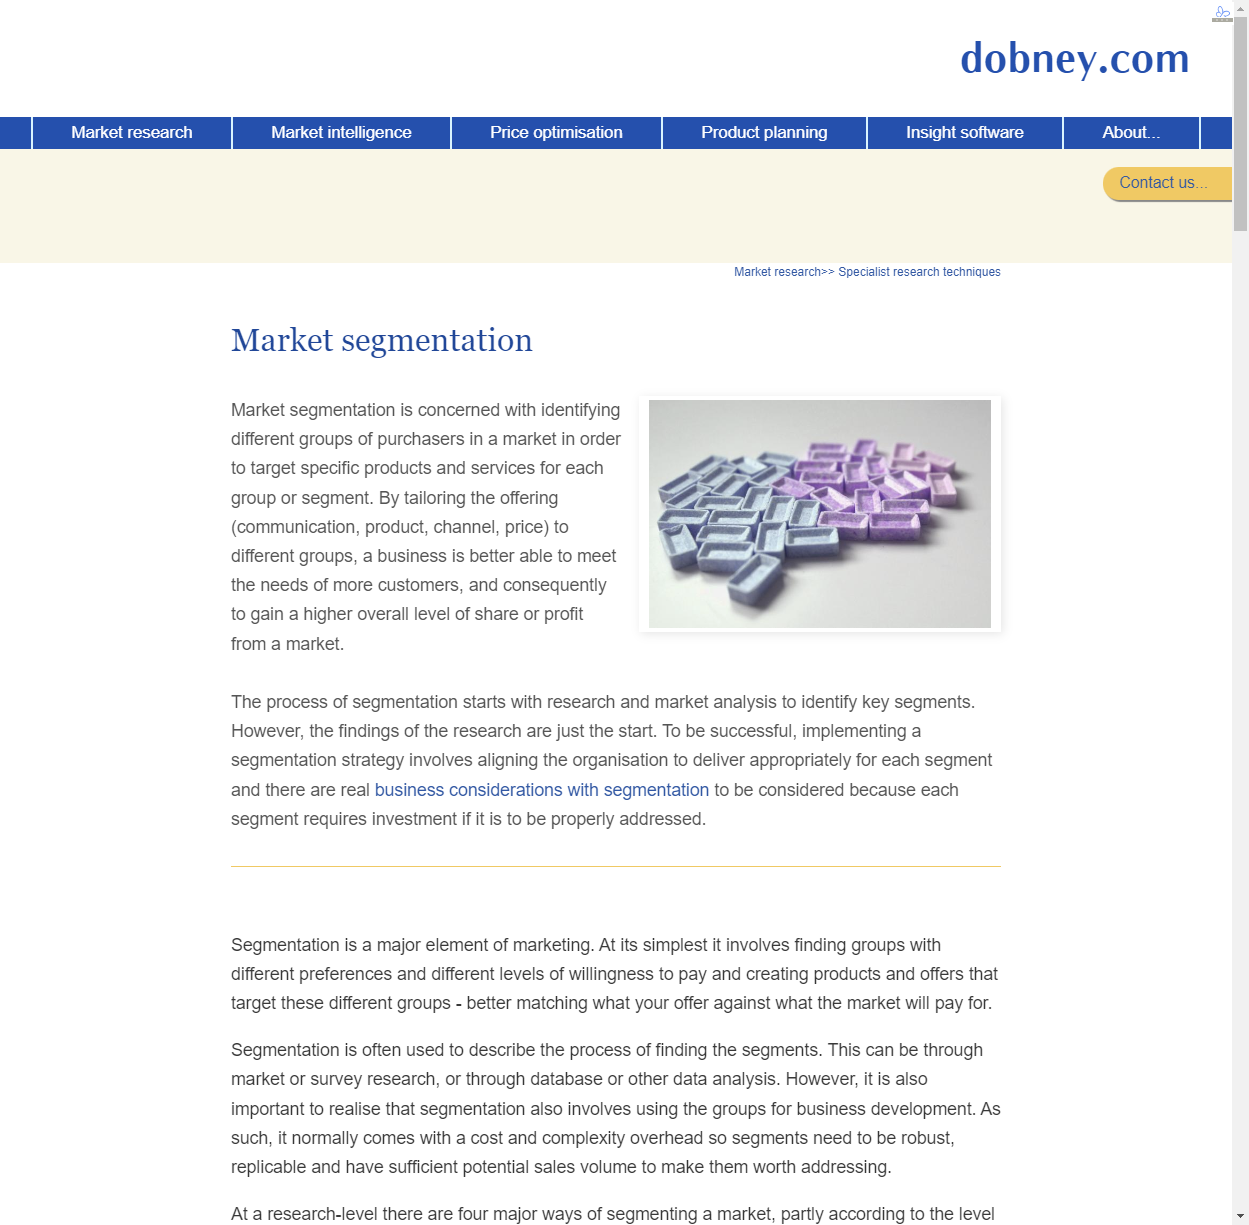 dobney.com
Market research
Market intelligence
Price optimisation
Product planning
Insight software
About...
Contact us...
Market research>> Specialist research techniques
Market segmentation
Market segmentation is concerned with identifying
different groups of purchasers in a market in order
to target specific products and services for each
group or segment. By tailoring the offering
(communication, product, channel, price) to
different groups, a business is better able to meet
the needs of more customers, and consequently
to gain a higher overall level of share or profit
from a market.
The process of segmentation starts with research and market analysis to identify key segments.
However, the findings of the research are just the start. To be successful, implementing a
segmentation strategy involves aligning the organisation to deliver appropriately for each segment
and there are real business considerations with segmentation to be considered because each
segment requires investment if it is to be properly addressed.
Segmentation is a major element of marketing. At its simplest it involves finding groups with
different preferences and different levels of willingness to pay and creating products and offers that
target these different groups - better matching what your offer against what the market will pay for.
Segmentation is often used to describe the process of finding the segments. This can be through
market or survey research, or through database or other data analysis. However, it is also
important to realise that segmentation also involves using the groups for business development. As
such, it normally comes with a cost and complexity overhead so segments need to be robust,
replicable and have sufficient potential sales volume to make them worth addressing.
At a research-level there are four major ways of segmenting a market, partly according to the level